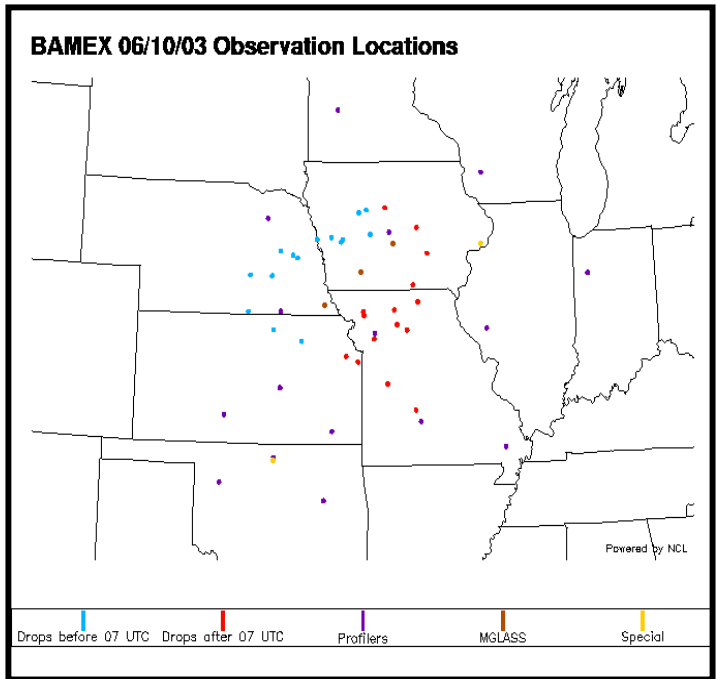 BAMEX 06/10/03 Observation Locations
Powered by NCL
Drops before 07 UTC Drops after 07 UTC Profilers MGLASS Special